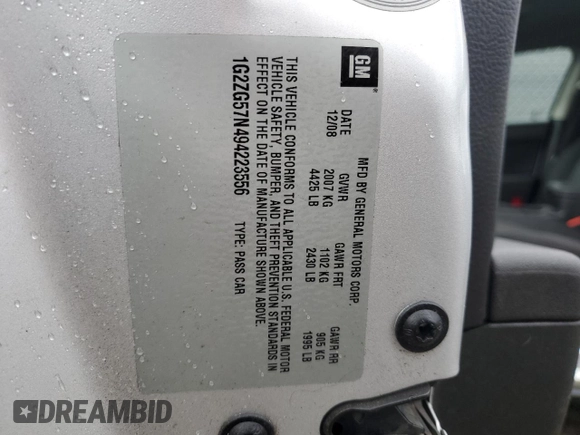 GM
MFD BY GENERAL MOTORS CORP.
DATE GVWR GAWR FRT GAWR RR
12/08 2007 KG 1102 KG 905 KG
4425 LB 2430 LB 1995 LB
THIS VEHICLE CONFORMS TO ALL APPLICABLE U.S. FEDERAL MOTOR
VEHICLE SAFETY, BUMPER, AND THEFT PREVENTION STANDARDS IN
EFFECT ON THE DATE OF MANUFACTURE SHOWN ABOVE.
1G2ZG57N494223556 TYPE: PASS CAR
DREAMBID